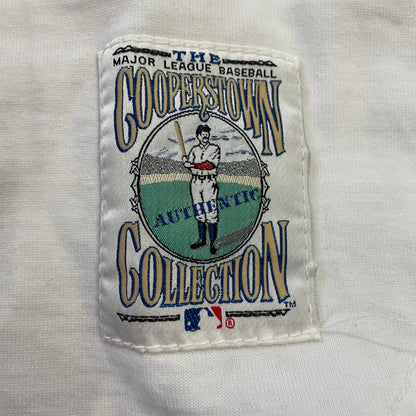 THE
MAJOR LEAGUE BASEBALL
COOPERSTOWN
AUTHENTIC
COLLECTION
TM
®